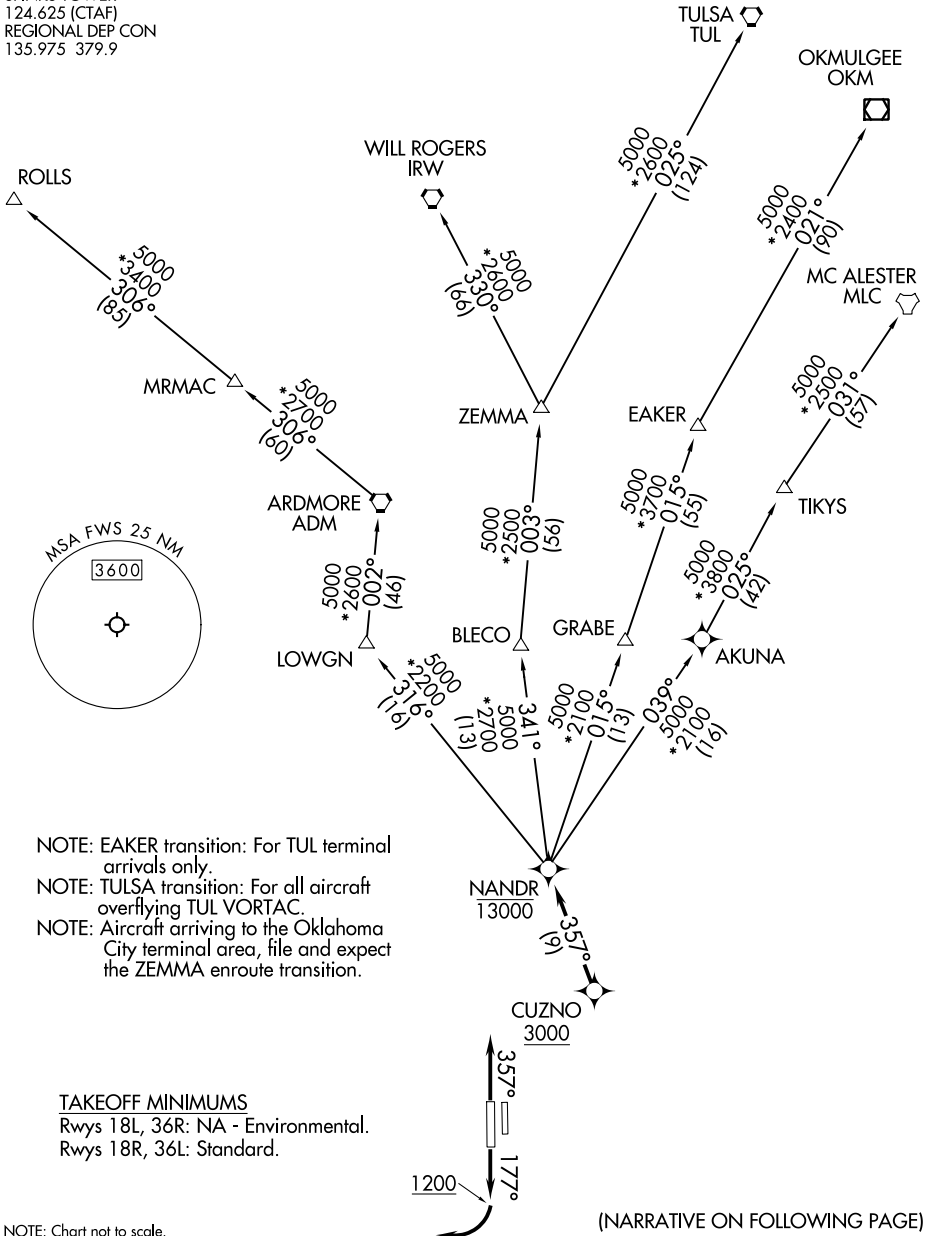 124.625 (CTAF)
REGIONAL DEP CON
135.975 379.9
TULSA
TUL
OKMULGEE
OKM
5000
*2600
025°
(124)
WILL ROGERS
IRW
ROLLS
5000
*2400
021°
(90)
5000
*3400
306°
(85)
5000
*2600
330°
(66)
MC ALESTER
MLC
MRMAC
5000
*2700
306°
(60)
ZEMMA
EAKER
5000
*2500
031°
(57)
ARDMORE
ADM
5000
*2500
003°
(56)
5000
*3700
015°
(55)
TIKYS
MSA FWS 25 NM
3600
5000
*2600
002°
(46)
5000
*3800
025°
(42)
LOWGN
BLECO
GRABE
AKUNA
5000
*2200
316°
(16)
341°
5000
*2700
(13)
5000
*2100
015°
(13)
039°
5000
*2100
(16)
NOTE: EAKER transition: For TUL terminal
arrivals only.
NOTE: TULSA transition: For all aircraft
overflying TUL VORTAC.
NOTE: Aircraft arriving to the Oklahoma
City terminal area, file and expect
the ZEMMA enroute transition.
NANDR
13000
357°
(9)
CUZNO
3000
357°
TAKEOFF MINIMUMS
Rwys 18L, 36R: NA - Environmental.
Rwys 18R, 36L: Standard.
177°
1200
NOTE: Chart not to scale.
(NARRATIVE ON FOLLOWING PAGE)